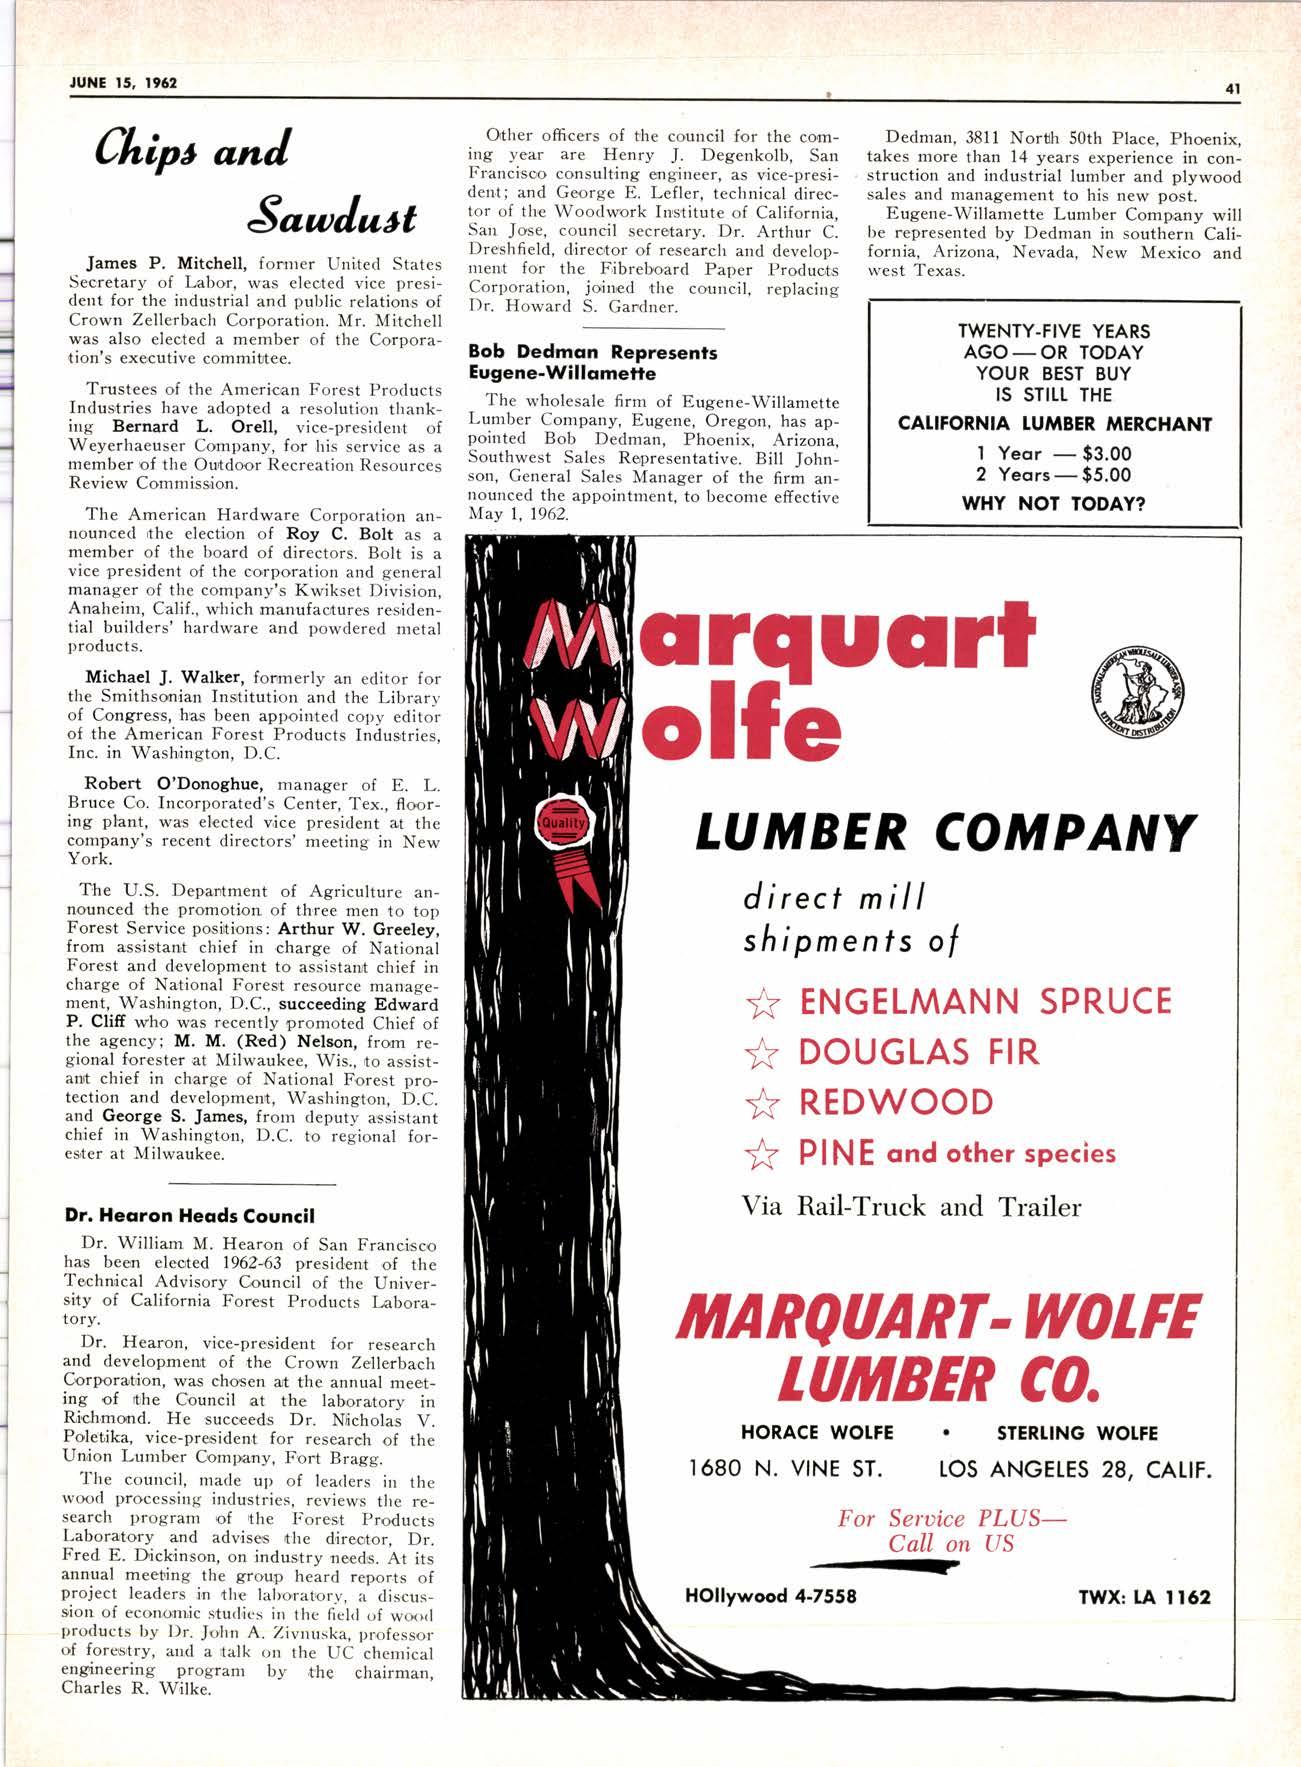 JUNE 15, 1962
41
Chips and
Sawdust
James P. Mitchell, former United States
Secretary of Labor, was elected vice presi-
dent for the industrial and public relations of
Crown Zellerbach Corporation. Mr. Mitchell
was also elected a member of the Corpora-
tion's executive committee.
Trustees of the American Forest Products
Industries have adopted a resolution thank-
ing Bernard L. Orell, vice-president of
Weyerhaeuser Company, for his service as a
member of the Outdoor Recreation Resources
Review Commission.
The American Hardware Corporation an-
nounced the election of Roy C. Bolt as a
member of the board of directors. Bolt is a
vice president of the corporation and general
manager of the company's Kwikset Division,
Anaheim, Calif., which manufactures residen-
tial builders' hardware and powdered metal
products.
Michael J. Walker, formerly an editor for
the Smithsonian Institution and the Library
of Congress, has been appointed copy editor
of the American Forest Products Industries,
Inc. in Washington, D.C.
Robert O'Donoghue, manager of E. L.
Bruce Co. Incorporated's Center, Tex., floor-
ing plant, was elected vice president at the
company's recent directors' meeting in New
York.
The U.S. Department of Agriculture an-
nounced the promotion of three men to top
Forest Service positions: Arthur W. Greeley,
from assistant chief in charge of National
Forest and development to assistant chief in
charge of National Forest resource manage-
ment, Washington, D.C., succeeding Edward
P. Cliff who was recently promoted Chief of
the agency; M. M. (Red) Nelson, from re-
gional forester at Milwaukee, Wis., to assist-
ant chief in charge of National Forest pro-
tection and development, Washington, D.C.
and George S. James, from deputy assistant
chief in Washington, D.C. to regional for-
ester at Milwaukee.
Dr. Hearon Heads Council
Dr. William M. Hearon of San Francisco
has been elected 1962-63 president of the
Technical Advisory Council of the Univer-
sity of California Forest Products Labora-
tory.
Dr. Hearon, vice-president for research
and development of the Crown Zellerbach
Corporation, was chosen at the annual meet-
ing of the Council at the laboratory in
Richmond. He succeeds Dr. Nicholas V.
Poletika, vice-president for research of the
Union Lumber Company, Fort Bragg.
The council, made up of leaders in the
wood processing industries, reviews the re-
search program of the Forest Products
Laboratory and advises the director, Dr.
Fred E. Dickinson, on industry needs. At its
annual meeting the group heard reports of
project leaders in the laboratory, a discus-
sion of economic studies in the field of wood
products by Dr. John A. Zivnuska, professor
of forestry, and a talk on the UC chemical
engineering program by the chairman,
Charles R. Wilke.
Other officers of the council for the com-
ing year are Henry J. Degenkolb, San
Francisco consulting engineer, as vice-presi-
dent; and George E. Lefler, technical direc-
tor of the Woodwork Institute of California,
San Jose, council secretary. Dr. Arthur C.
Dreshfield, director of research and develop-
ment for the Fibreboard Paper Products
Corporation, joined the council, replacing
Dr. Howard S. Gardner.
Bob Dedman Represents
Eugene-Willamette
The wholesale firm of Eugene-Willamette
Lumber Company, Eugene, Oregon, has ap-
pointed Bob Dedman, Phoenix, Arizona,
Southwest Sales Representative. Bill John-
son, General Sales Manager of the firm an-
nounced the appointment, to become effective
May 1, 1962.
Dedman, 3811 North 50th Place, Phoenix,
takes more than 14 years experience in con-
struction and industrial lumber and plywood
sales and management to his new post.
Eugene-Willamette Lumber Company will
be represented by Dedman in southern Cali-
fornia, Arizona, Nevada, New Mexico and
west Texas.
TWENTY-FIVE YEARS
AGO — OR TODAY
YOUR BEST BUY
IS STILL THE
CALIFORNIA LUMBER MERCHANT
1 Year — $3.00
2 Years — $5.00
WHY NOT TODAY?
Marquart
Wolfe
NATIONAL-AMERICAN WHOLESALE LUMBER ASSN.
EFFICIENT DISTRIBUTION
Quality
LUMBER COMPANY
direct mill
shipments of
☆ ENGELMANN SPRUCE
☆ DOUGLAS FIR
☆ REDWOOD
☆ PINE and other species
Via Rail-Truck and Trailer
MARQUART-WOLFE
LUMBER CO.
HORACE WOLFE • STERLING WOLFE
1680 N. VINE ST. LOS ANGELES 28, CALIF.
For Service PLUS—
Call on US
HOllywood 4-7558 TWX: LA 1162